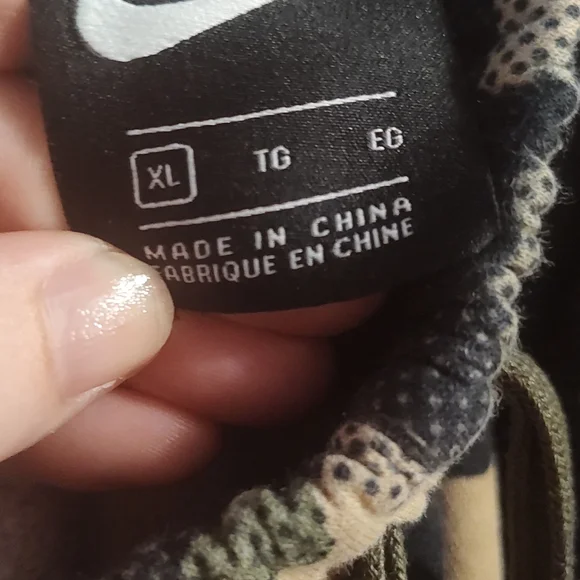 XL TG EG
MADE IN CHINA
FABRIQUE EN CHINE